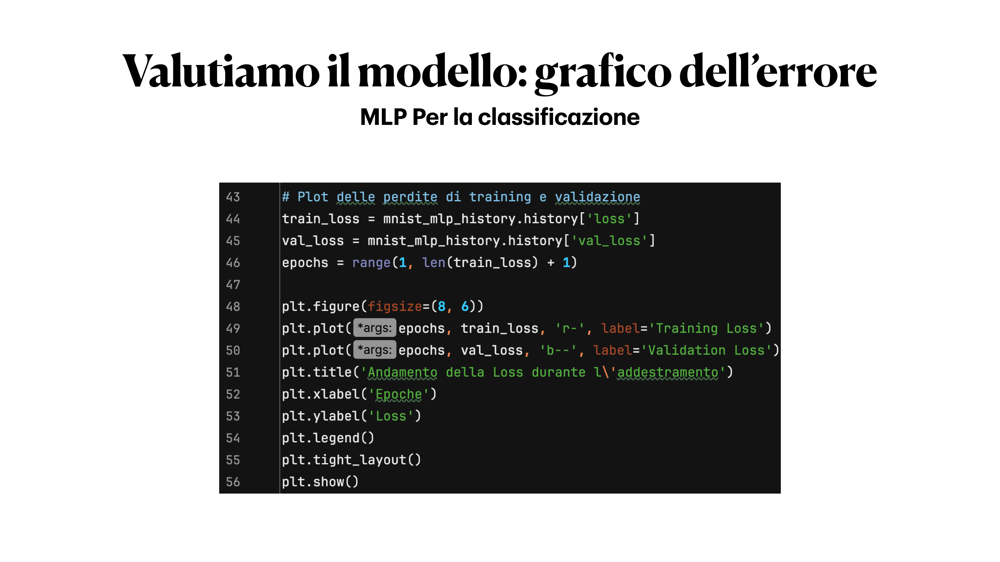 Valutiamo il modello: grafico dell’errore
MLP Per la classificazione
43 # Plot delle perdite di training e validazione
44 train_loss = mnist_mlp_history.history['loss']
45 val_loss = mnist_mlp_history.history['val_loss']
46 epochs = range(1, len(train_loss) + 1)
47
48 plt.figure(figsize=(8, 6))
49 plt.plot(*args: epochs, train_loss, 'r-', label='Training Loss')
50 plt.plot(*args: epochs, val_loss, 'b--', label='Validation Loss')
51 plt.title('Andamento della Loss durante l\'addestramento')
52 plt.xlabel('Epoche')
53 plt.ylabel('Loss')
54 plt.legend()
55 plt.tight_layout()
56 plt.show()